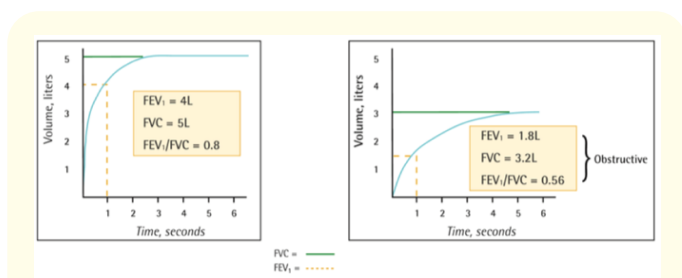 Volume, liters
5
4
3
2
1
FEV₁ = 4L
FVC = 5L
FEV₁/FVC = 0.8
1 2 3 4 5 6
Time, seconds
Volume, liters
5
4
3
2
1
FEV₁ = 1.8L
FVC = 3.2L
FEV₁/FVC = 0.56
Obstructive
1 2 3 4 5 6
Time, seconds
FVC =
FEV₁ =